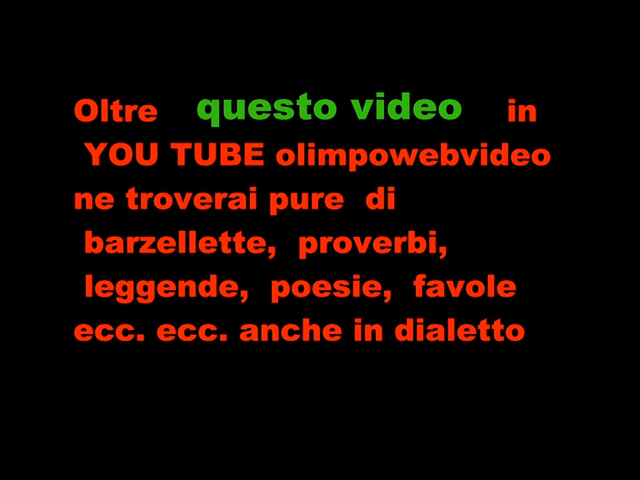 Oltre questo video in
YOU TUBE olimpowebvideo
ne troverai pure di
barzellette, proverbi,
leggende, poesie, favole
ecc. ecc. anche in dialetto